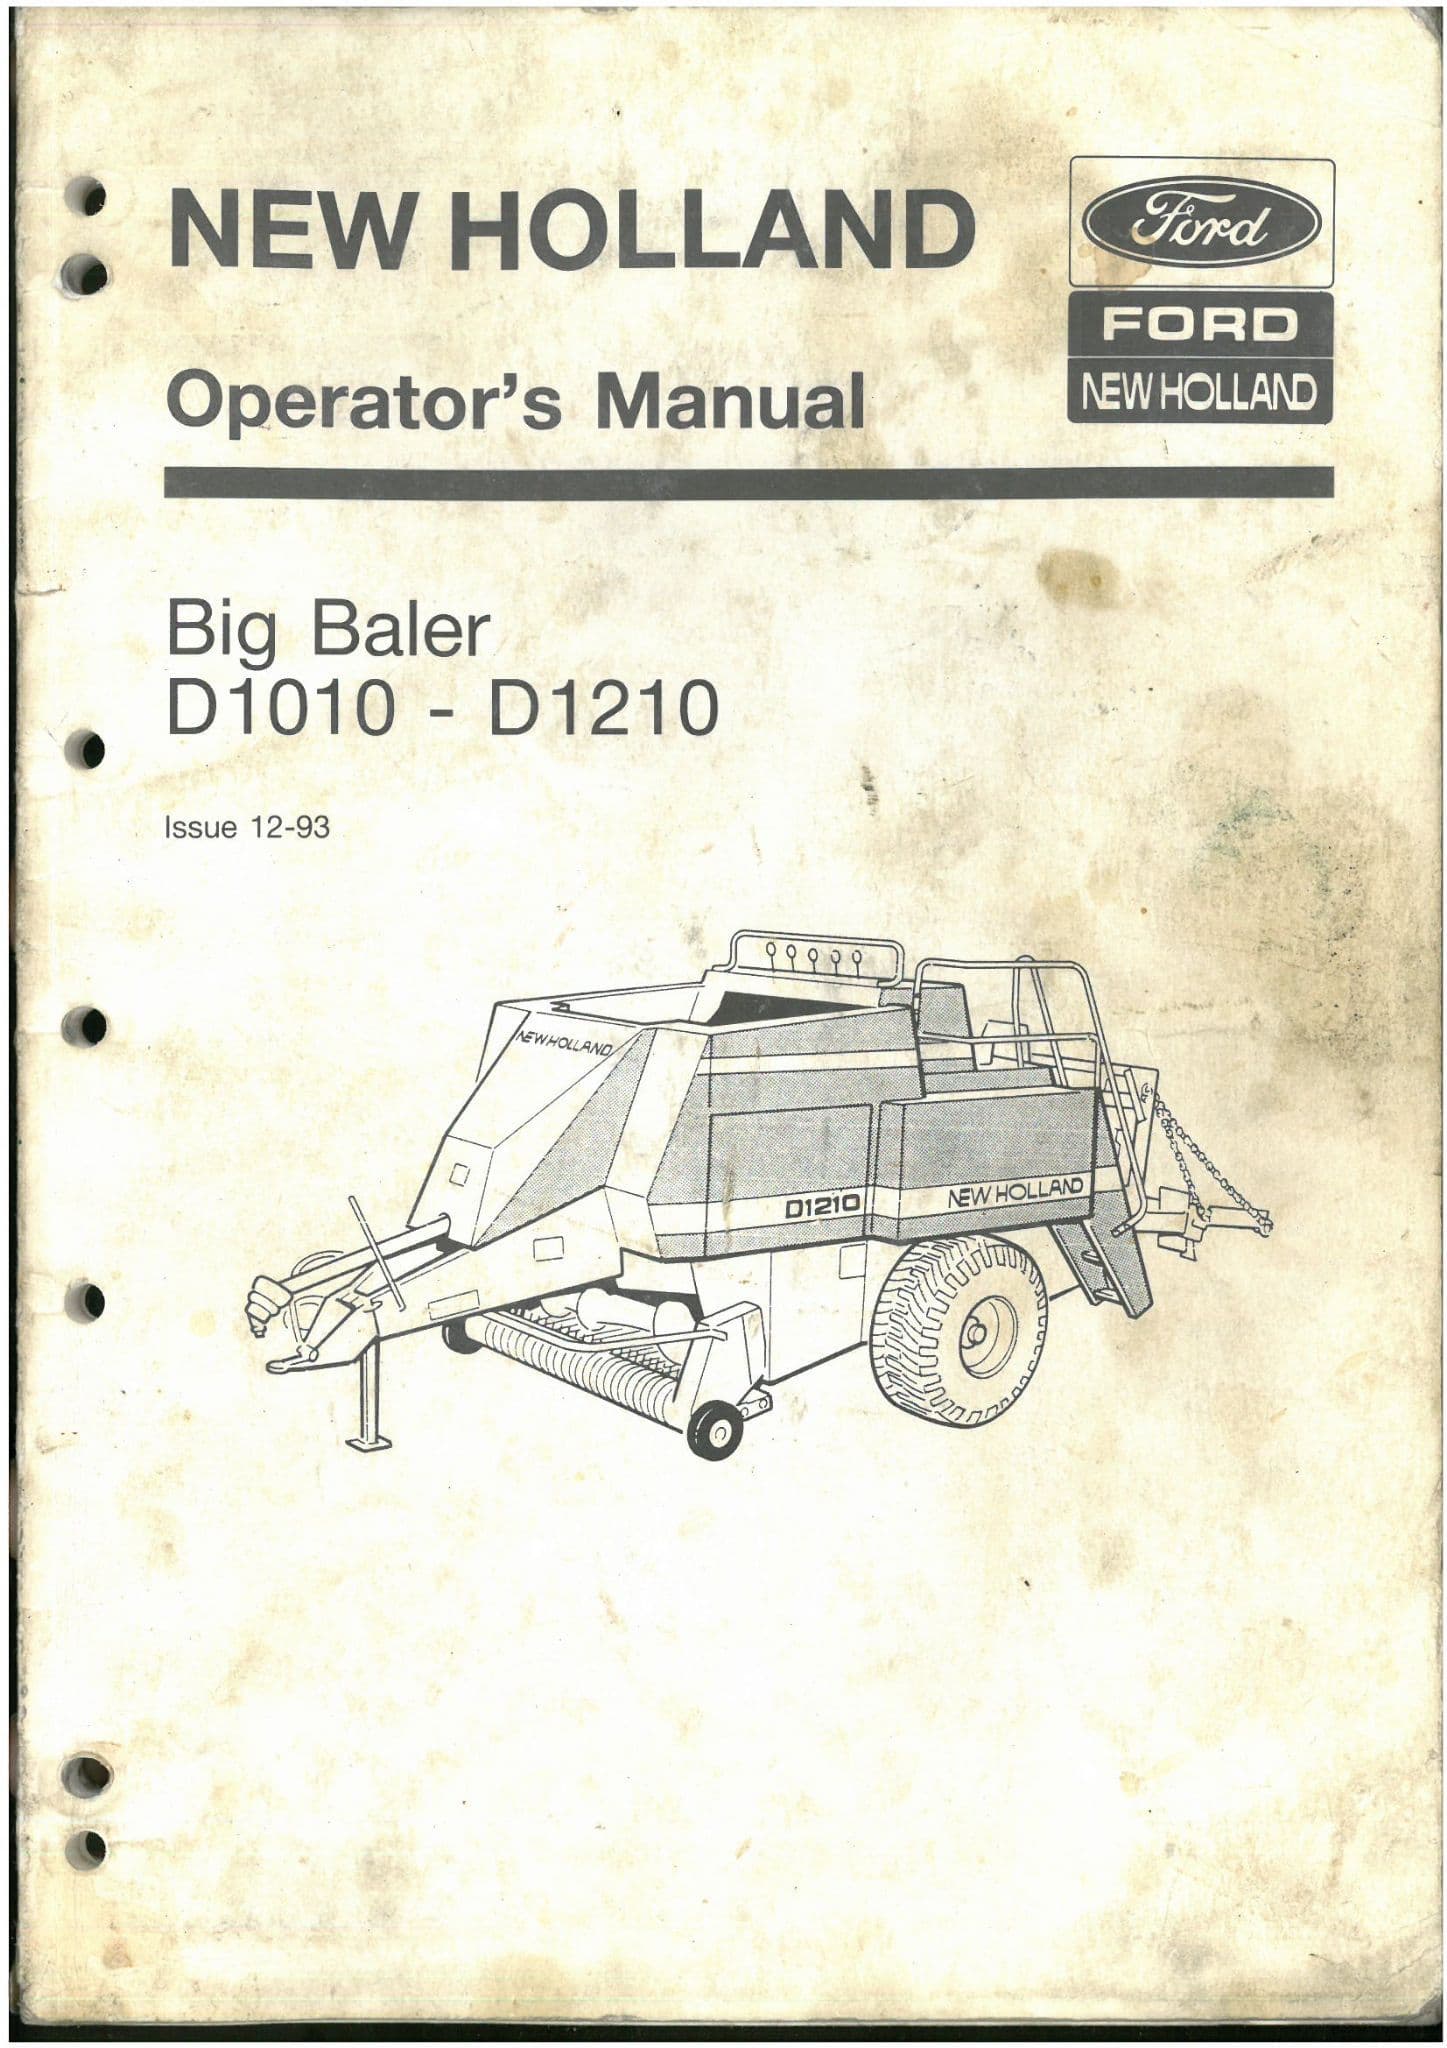 NEW HOLLAND
Ford
FORD
NEW HOLLAND
Operator's Manual
Big Baler
D1010 - D1210
Issue 12-93
NEW HOLLAND
D1210
NEW HOLLAND